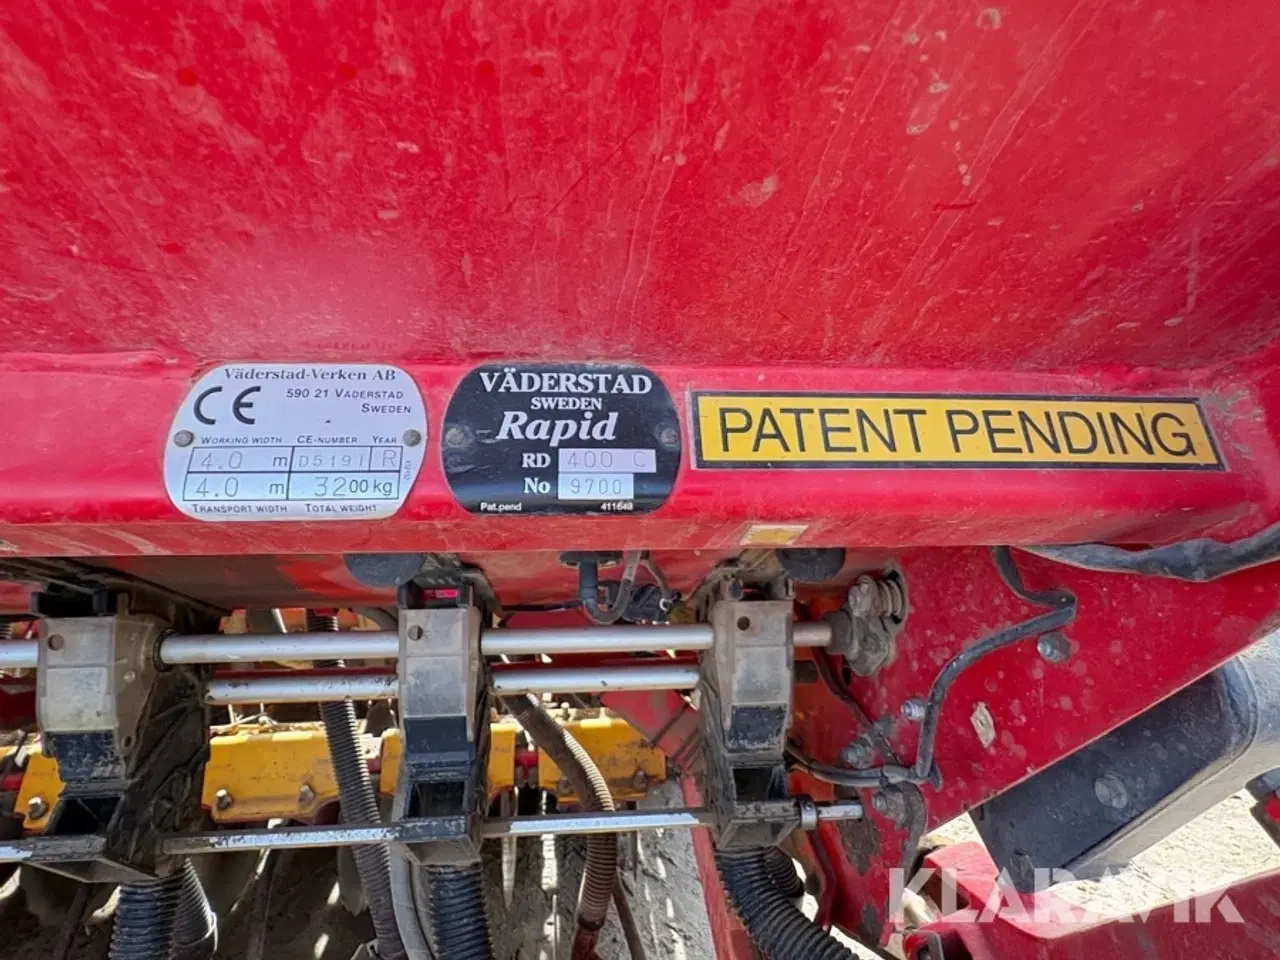 Väderstad-Verken AB
CE
590 21 VÄDERSTAD
SWEDEN
WORKING WIDTH CE-NUMBER YEAR
4.0 m D5191 R
4.0 m 3200 kg
TRANSPORT WIDTH TOTAL WEIGHT
VÄDERSTAD
SWEDEN
Rapid
RD 400 C
No 9700
Pat.pend 411648
PATENT PENDING
KLARAVIK